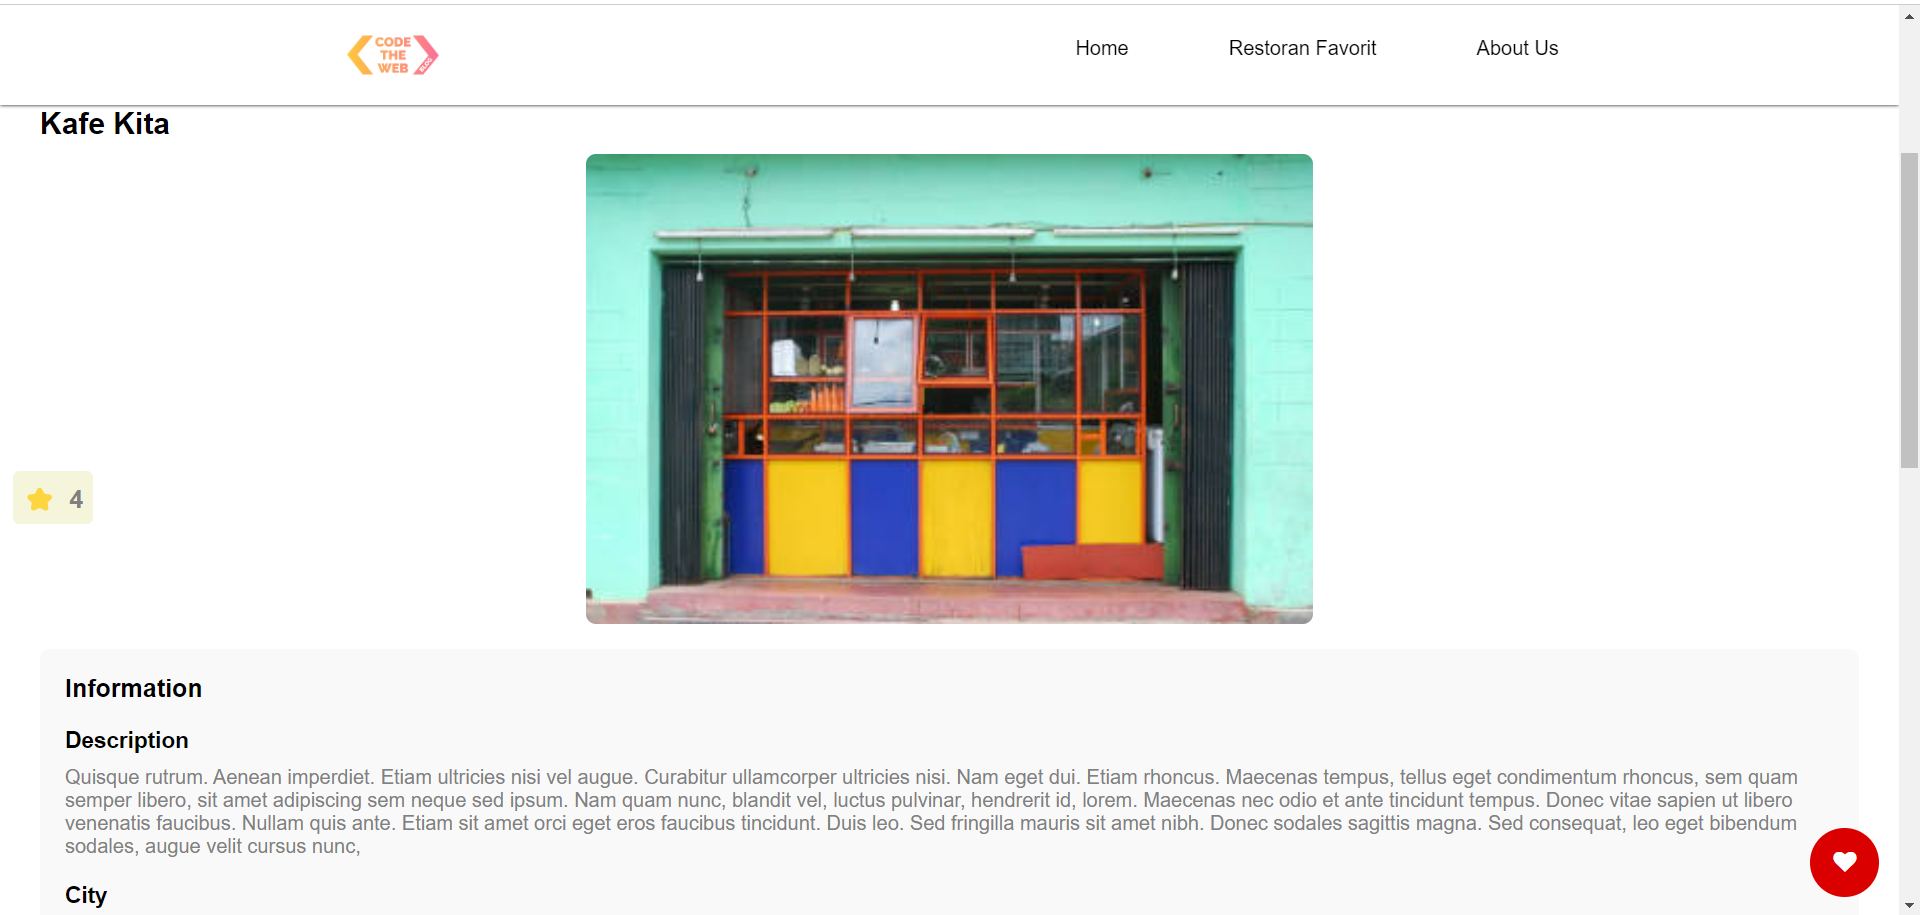 CODE
THE
WEB
BLOG
Home
Restoran Favorit
About Us
Kafe Kita
4
Information
Description
Quisque rutrum. Aenean imperdiet. Etiam ultricies nisi vel augue. Curabitur ullamcorper ultricies nisi. Nam eget dui. Etiam rhoncus. Maecenas tempus, tellus eget condimentum rhoncus, sem quam
semper libero, sit amet adipiscing sem neque sed ipsum. Nam quam nunc, blandit vel, luctus pulvinar, hendrerit id, lorem. Maecenas nec odio et ante tincidunt tempus. Donec vitae sapien ut libero
venenatis faucibus. Nullam quis ante. Etiam sit amet orci eget eros faucibus tincidunt. Duis leo. Sed fringilla mauris sit amet nibh. Donec sodales sagittis magna. Sed consequat, leo eget bibendum
sodales, augue velit cursus nunc,
City